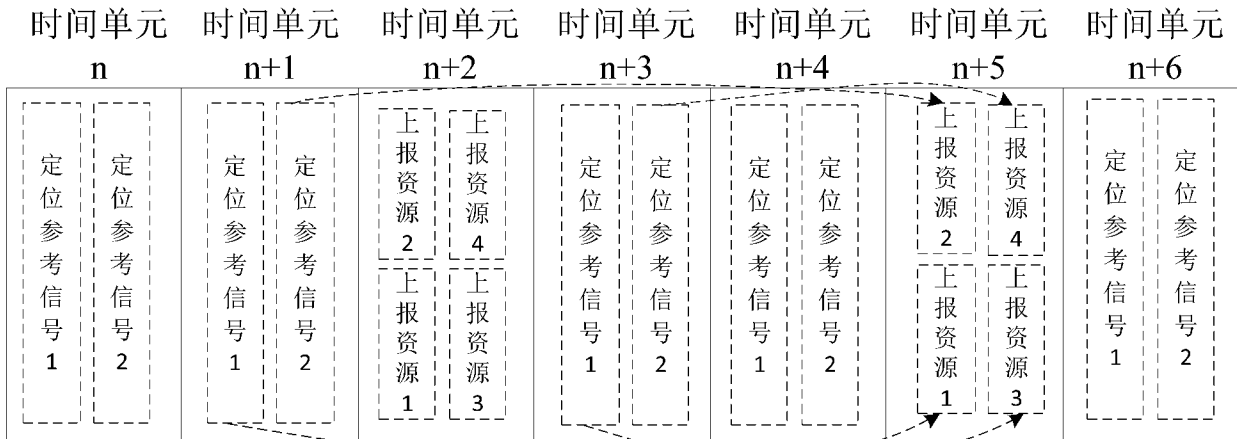 时间单元 时间单元 时间单元 时间单元 时间单元 时间单元 时间单元
n n+1 n+2 n+3 n+4 n+5 n+6
定位参考信号1
定位参考信号2
定位参考信号1
定位参考信号2
上报资源2
上报资源4
上报资源1
上报资源3
定位参考信号1
定位参考信号2
定位参考信号1
定位参考信号2
上报资源2
上报资源4
上报资源1
上报资源3
定位参考信号1
定位参考信号2